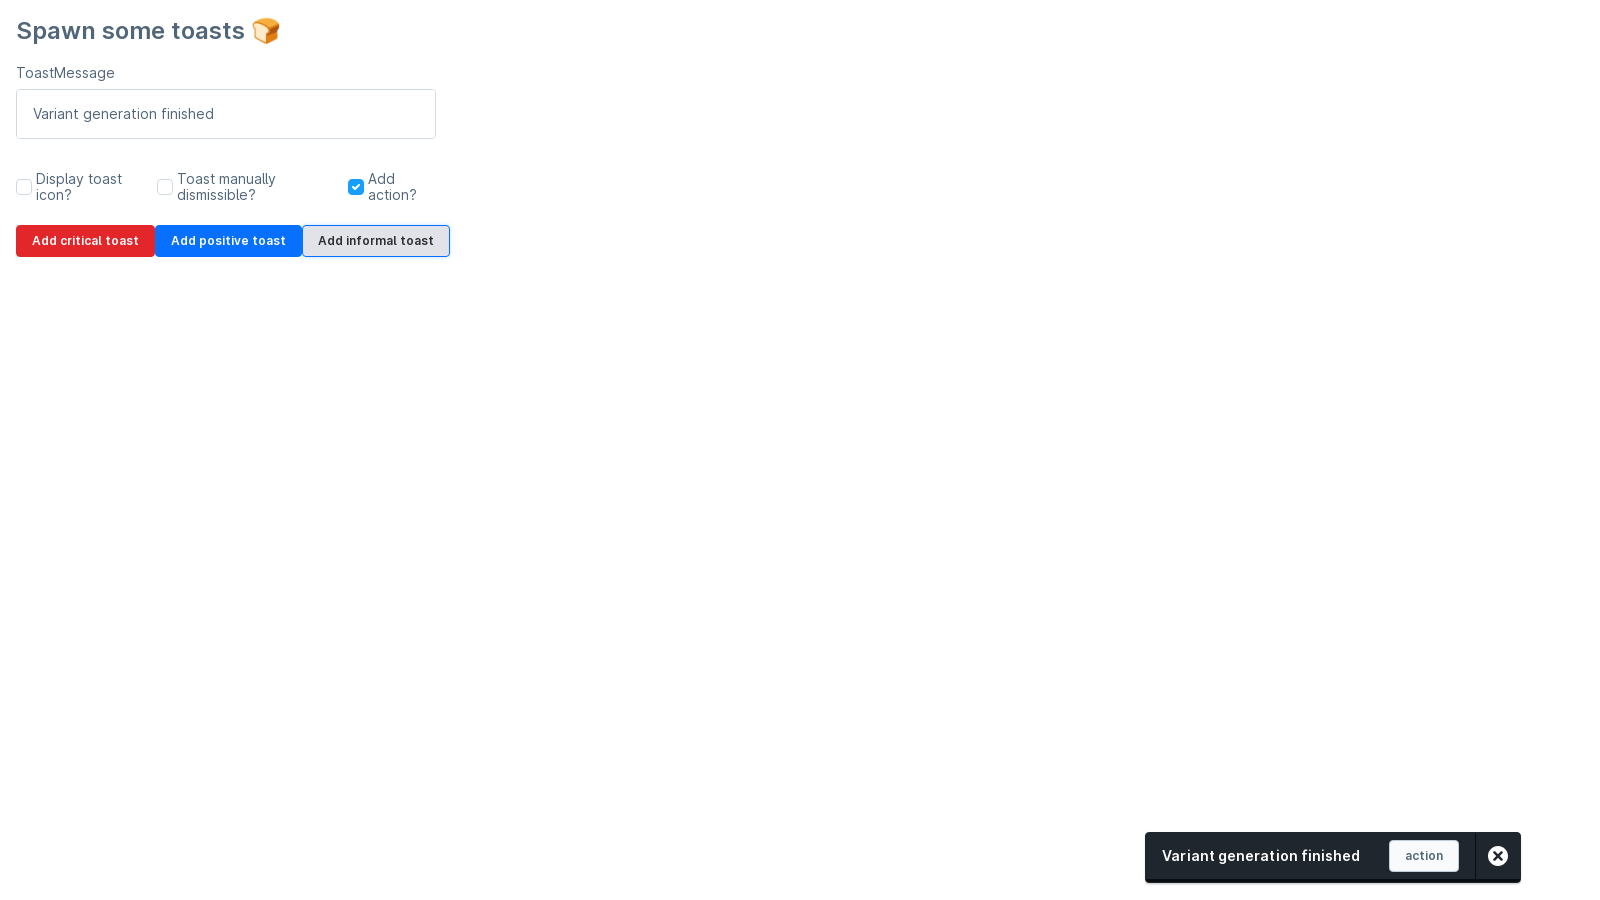 Spawn some toasts 🍞
ToastMessage
Variant generation finished
Display toast icon?
Toast manually dismissible?
Add action?
Add critical toast
Add positive toast
Add informal toast
Variant generation finished
action